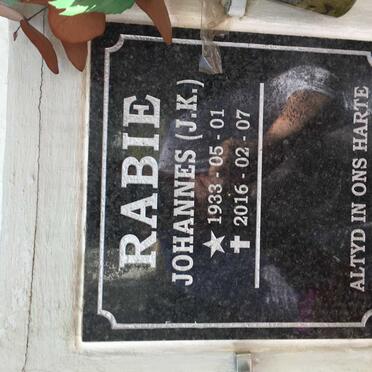 RABIE
JOHANNES (J.K.)
★ 1933 - 05 - 01
✝ 2016 - 02 - 07
ALTYD IN ONS HARTE